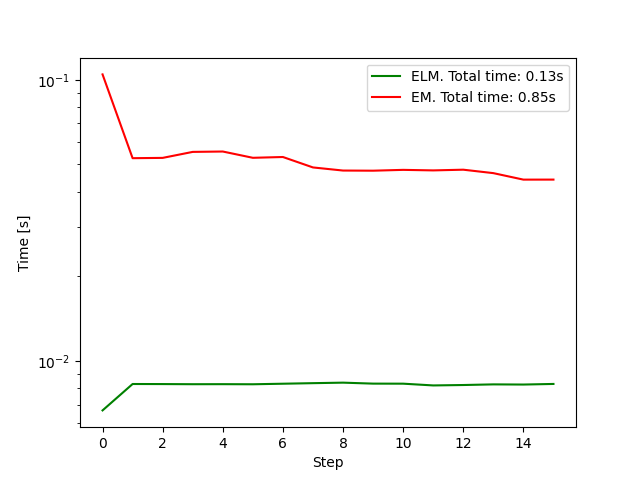 ELM. Total time: 0.13s
EM. Total time: 0.85s
Time [s]
10⁻¹
10⁻²
0 2 4 6 8 10 12 14
Step